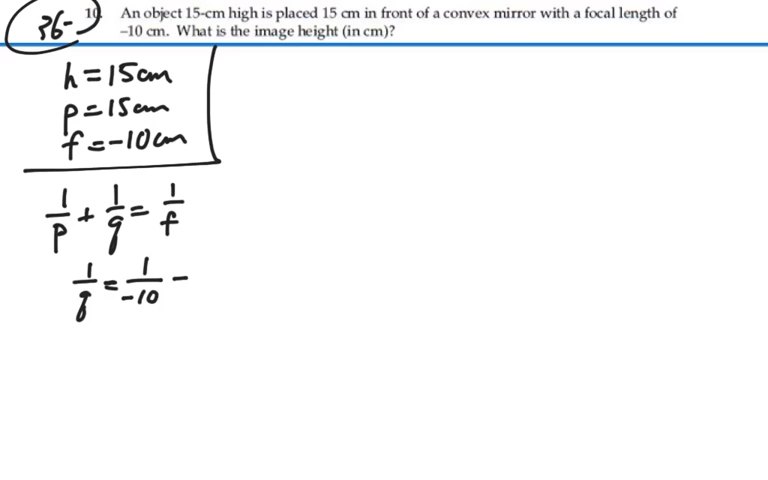 36- 10. An object 15-cm high is placed 15 cm in front of a convex mirror with a focal length of
–10 cm. What is the image height (in cm)?
h = 15cm
p = 15cm
f = -10cm
1/p + 1/q = 1/f
1/q = 1/-10 -